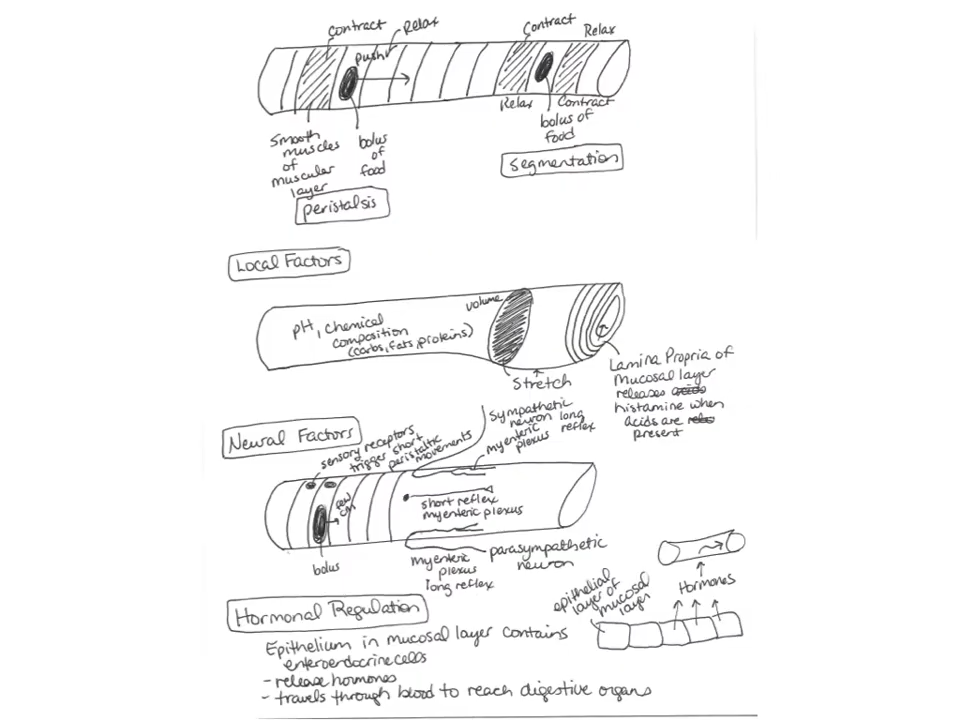 contract
Relax
push
Smooth
muscles
of
muscular
layer
bolus
of
food
peristalsis
contract
Relax
Relax
Contract
bolus of
food
Segmentation
Local Factors
pH, chemical
composition
(carbs, fats, proteins)
volume
Stretch
Lamina Propria of
Mucosal layer
releases acids
histamine when
acids are
present
Neural Factors
sensory receptors
trigger short
peristaltic
movements
Sympathetic
neuron long
myenteric reflex
plexus
few
cm
short reflex
myenteric plexus
bolus
myenteric
plexus
long reflex
parasympathetic
neuron
Hormonal Regulation
Epithelium in mucosal layer contains
enteroendocrine cells
- release hormones
- travels through blood to reach digestive organs
epithelial
layer of
mucosal
layer
Hormones